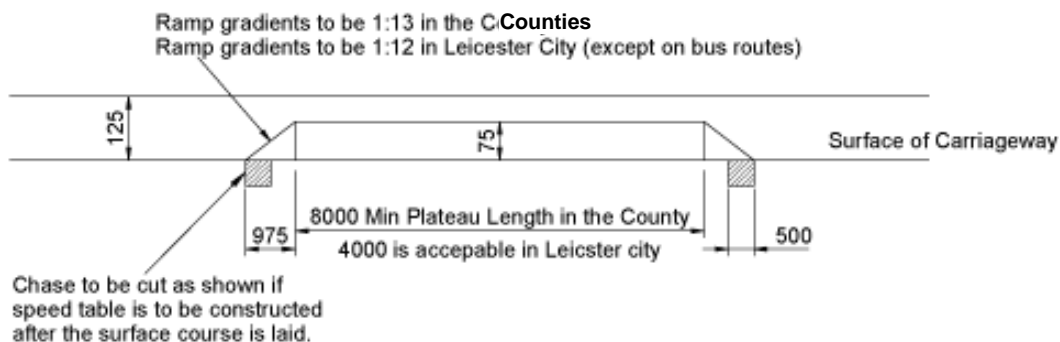 Ramp gradients to be 1:13 in the Counties
Ramp gradients to be 1:12 in Leicester City (except on bus routes)
125
75
Surface of Carriageway
8000 Min Plateau Length in the County
975
4000 is accepable in Leicster city
500
Chase to be cut as shown if
speed table is to be constructed
after the surface course is laid.